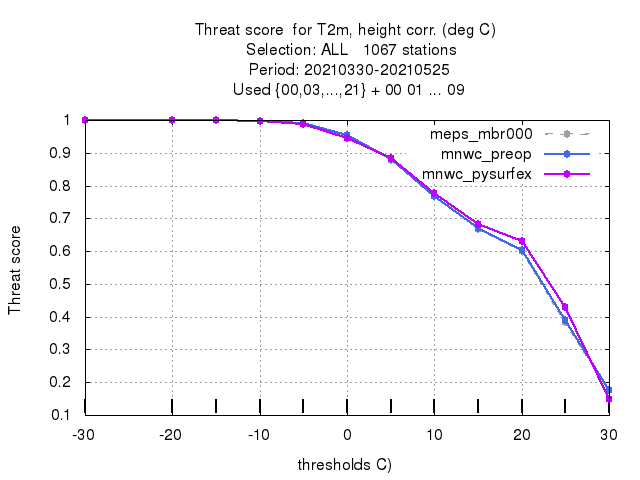 Threat score  for T2m, height corr. (deg C)
Selection: ALL   1067 stations
Period: 20210330-20210525
Used {00,03,...,21} + 00 01 ... 09
meps_mbr000
mnwc_preop
mnwc_pysurfex
Threat score
1
0.9
0.8
0.7
0.6
0.5
0.4
0.3
0.2
0.1
-30 -20 -10 0 10 20 30
thresholds C)